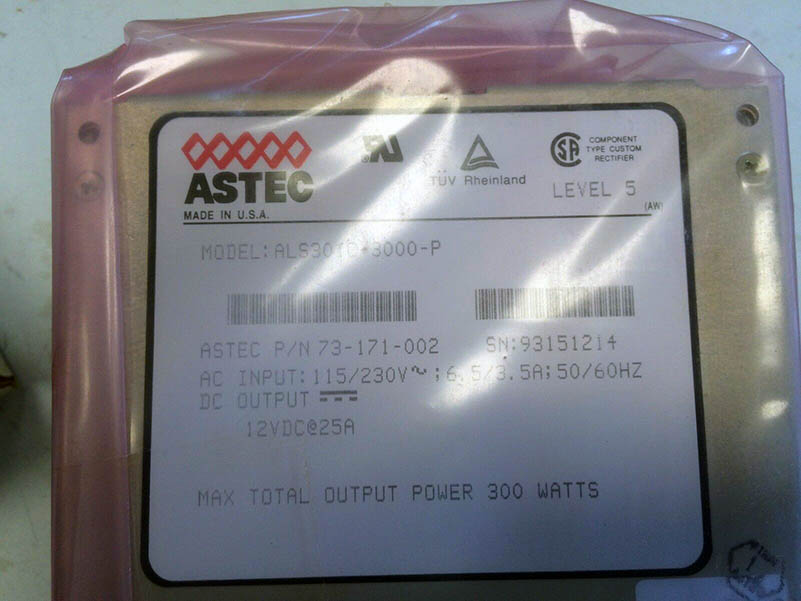 ASTEC
MADE IN U.S.A.
TÜV Rheinland
COMPONENT
TYPE CUSTOM
RECTIFIER
LEVEL 5
(AW)
MODEL:
ASTEC P/N 73-171-002 SN:93151214
AC INPUT: 115/230V~; 6.5/3.5A; 50/60HZ
DC OUTPUT
12VDC@25A
MAX TOTAL OUTPUT POWER 300 WATTS